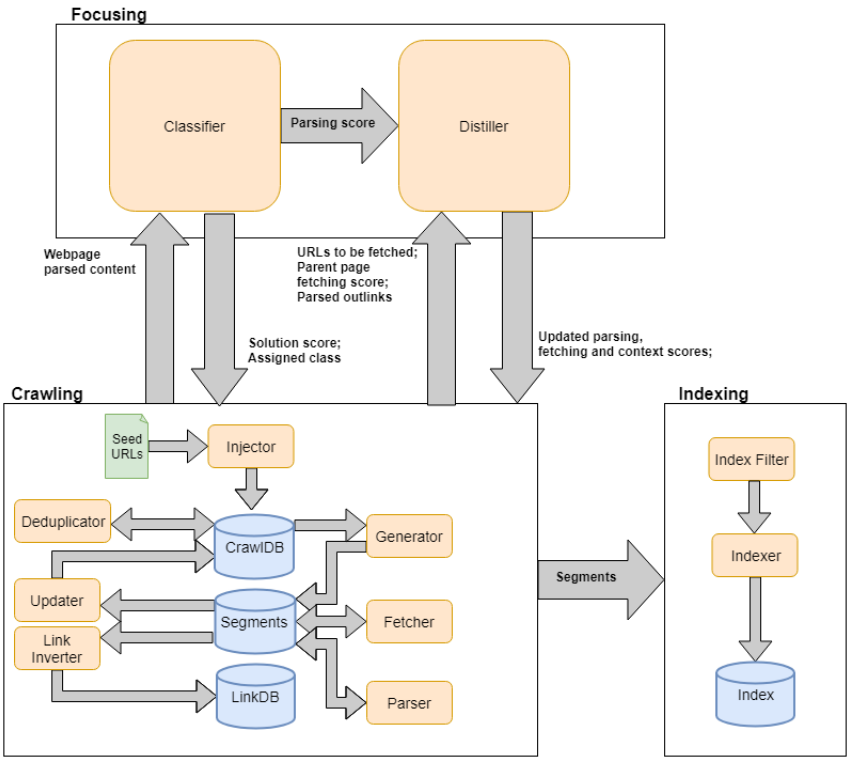 Focusing
Classifier
Parsing score
Distiller
Webpage
parsed content
URLs to be fetched;
Parent page
fetching score;
Parsed outlinks
Solution score;
Assigned class
Updated parsing,
fetching and context scores;
Crawling
Seed
URLs
Injector
Deduplicator
CrawlDB
Generator
Updater
Segments
Fetcher
Link
Inverter
LinkDB
Parser
Segments
Indexing
Index Filter
Indexer
Index